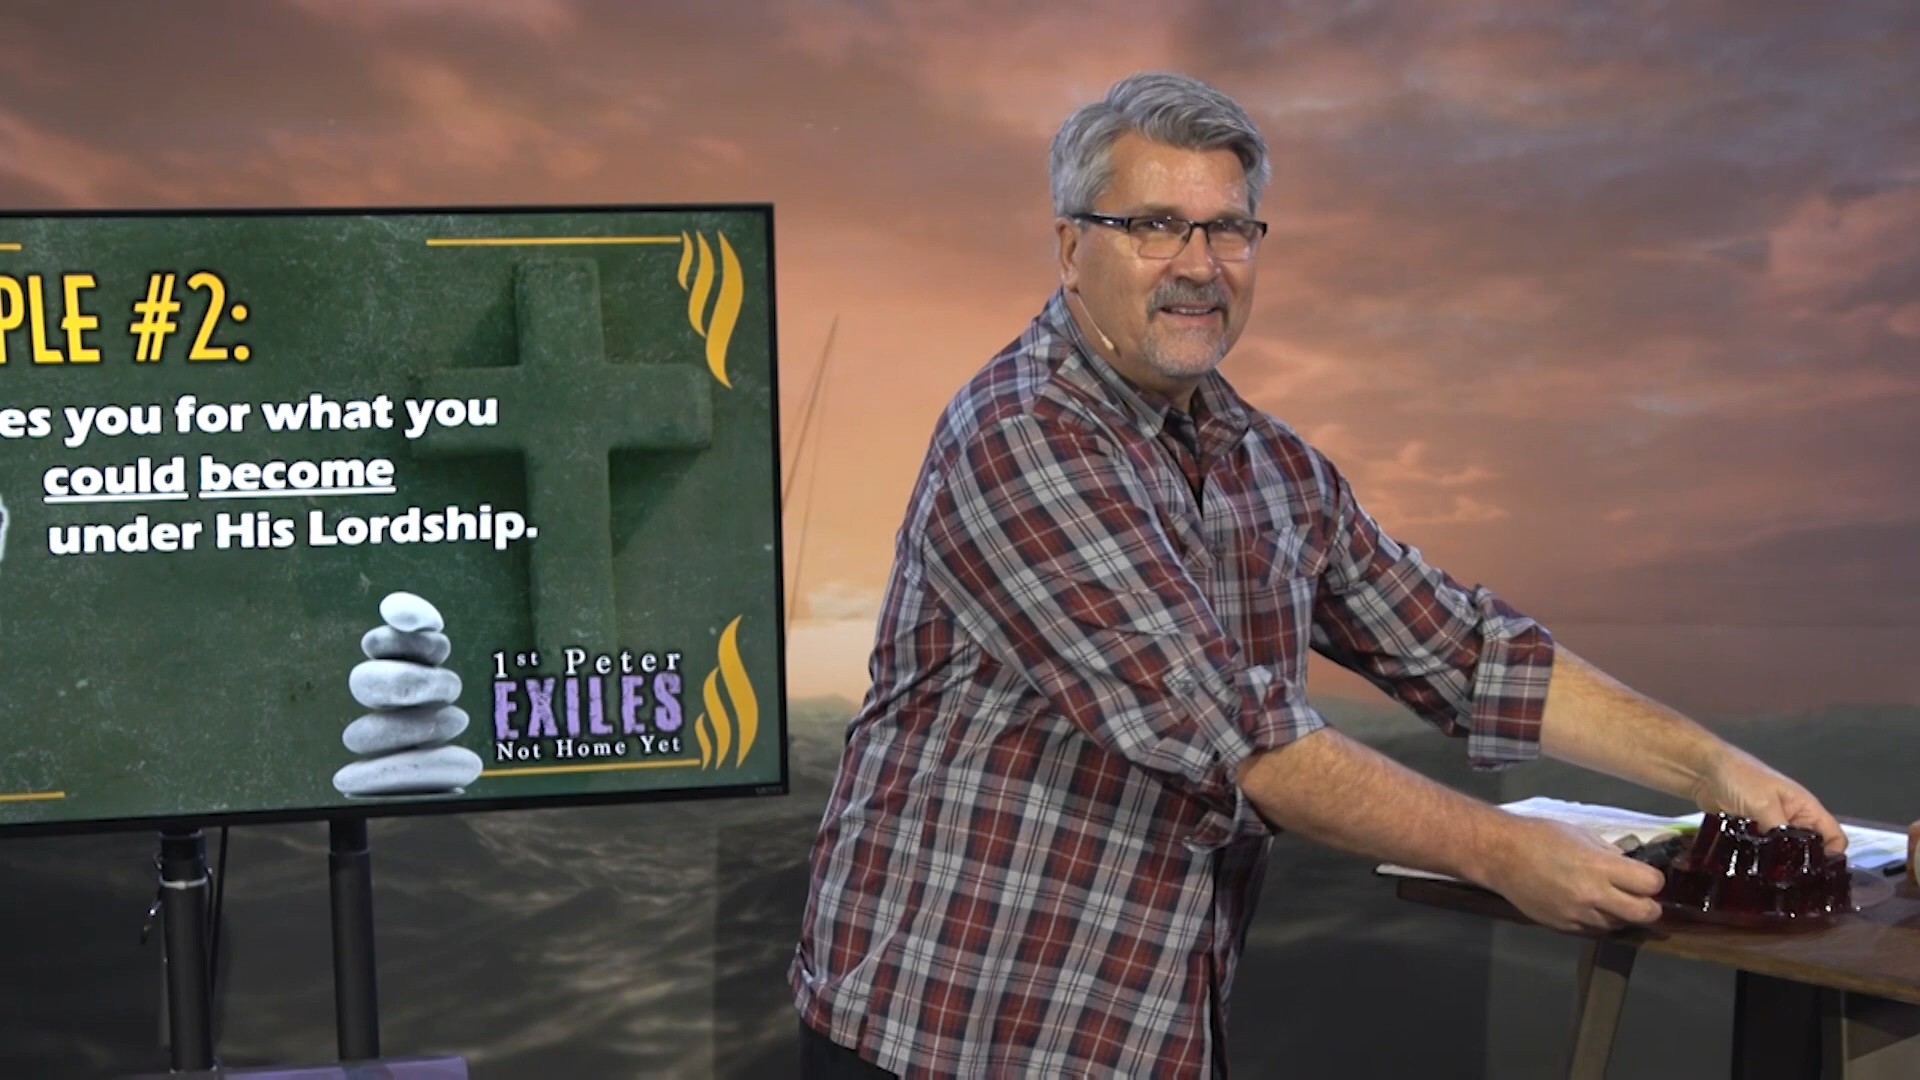 PLE #2:
es you for what you
could become
under His Lordship.
1st Peter
EXILES
Not Home Yet